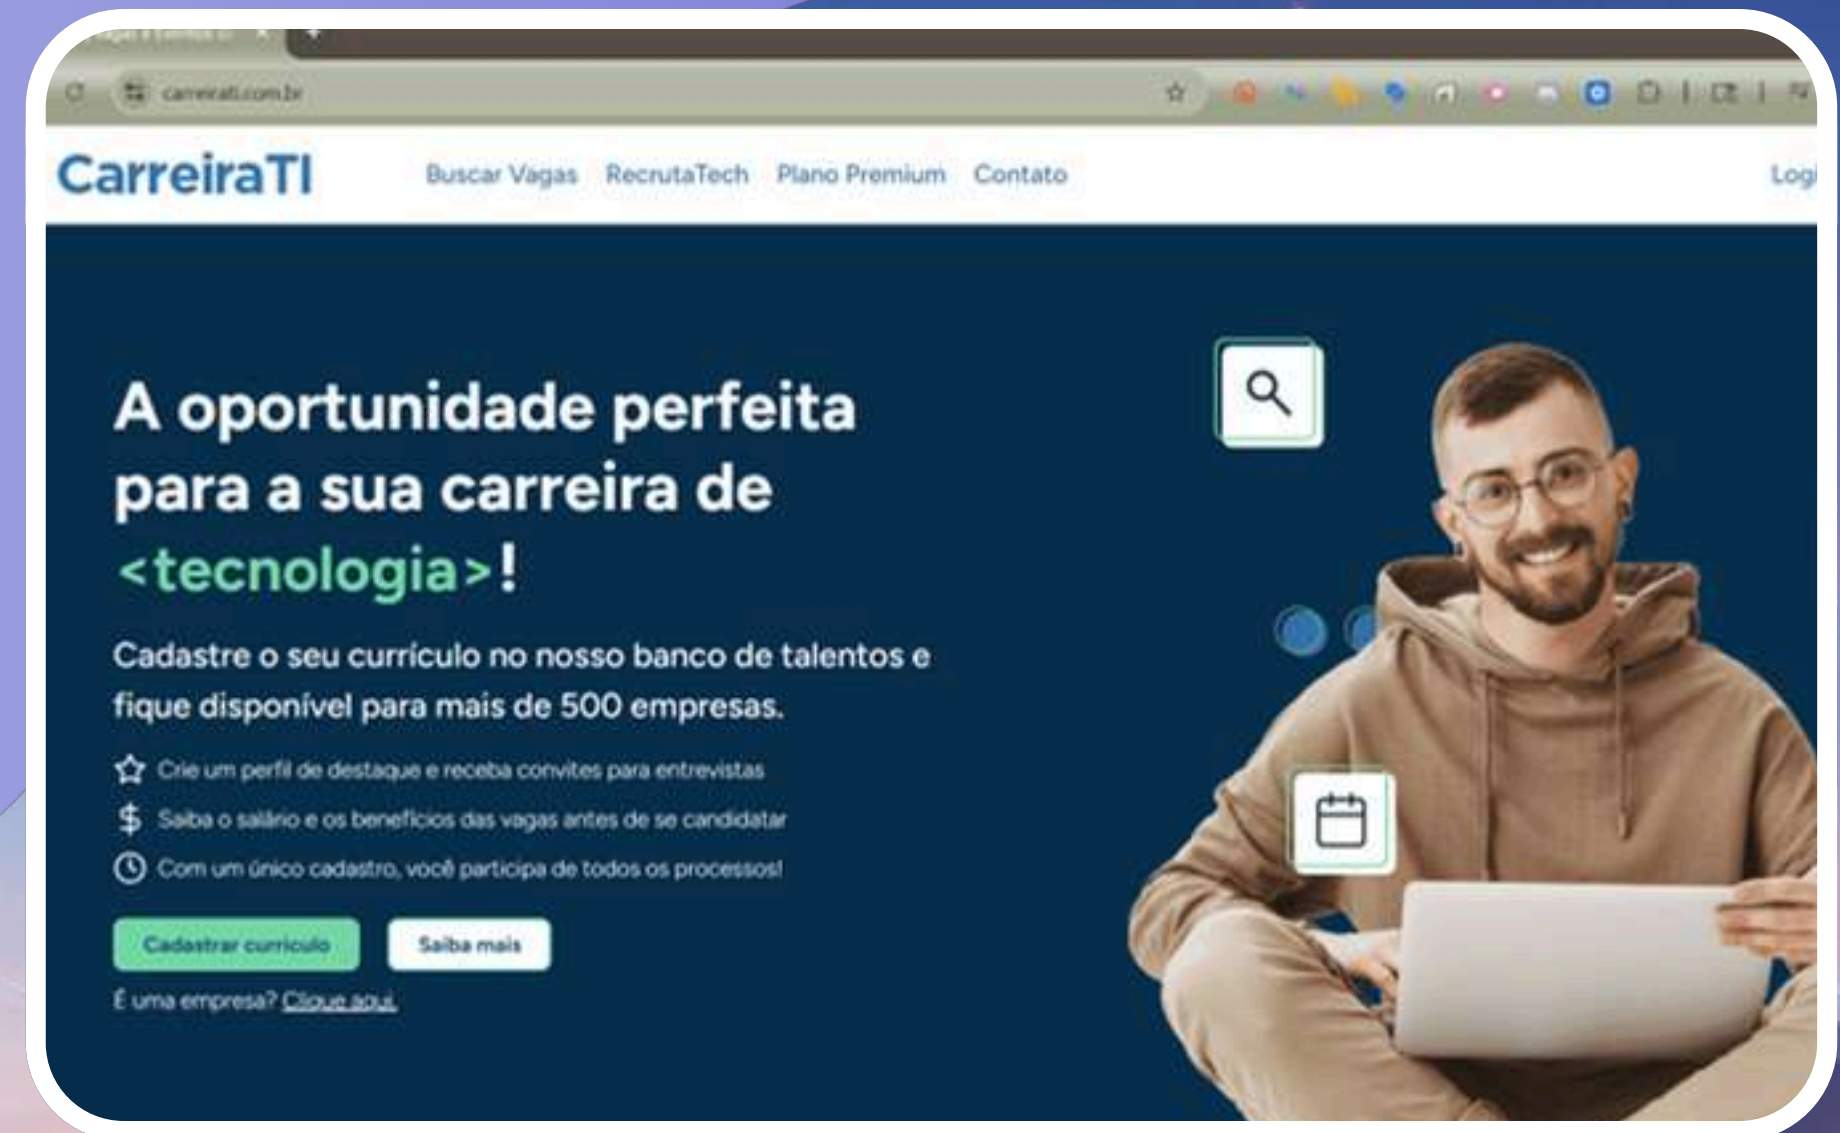 carreirati.com.br
CarreiraTI
Buscar Vagas RecrutaTech Plano Premium Contato
Logi
A oportunidade perfeita
para a sua carreira de
<tecnologia>!
Cadastre o seu currículo no nosso banco de talentos e
fique disponível para mais de 500 empresas.
Crie um perfil de destaque e receba convites para entrevistas
$ Saiba o salário e os benefícios das vagas antes de se candidatar
Com um único cadastro, você participa de todos os processos!
Cadastrar currículo Saiba mais
É uma empresa? Clique aqui.